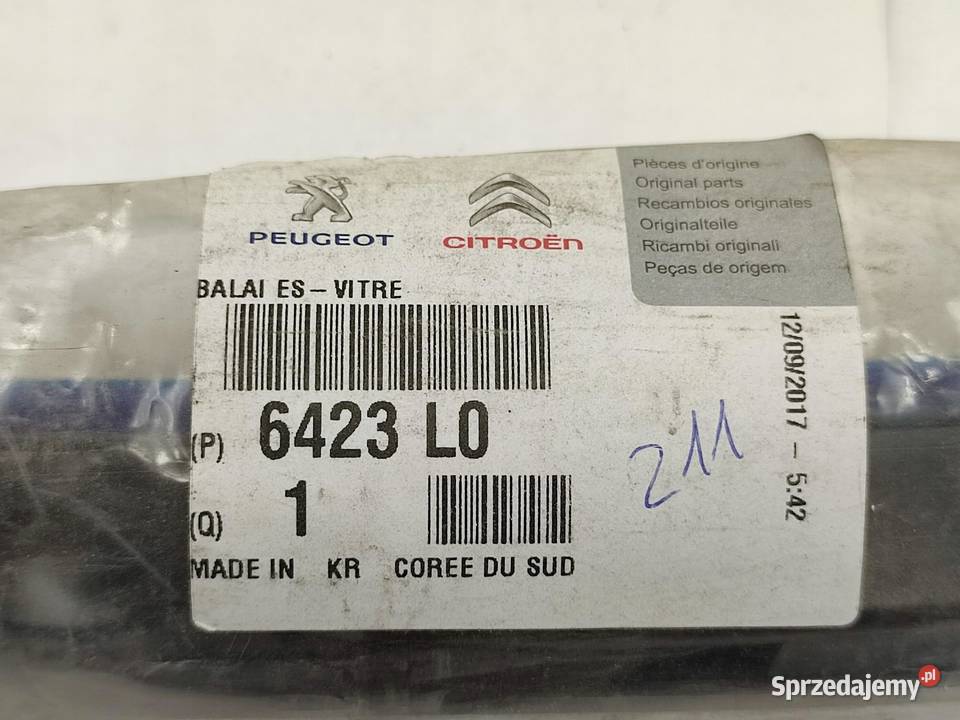 PEUGEOT
CITROËN
Pièces d'origine
Original parts
Recambios originales
Originalteile
Ricambi originali
Peças de origem
BALAI ES-VITRE
(P) 6423 L0
(Q) 1
MADE IN KR COREE DU SUD
12/09/2017 - 5:42
211
Sprzedajemy.pl